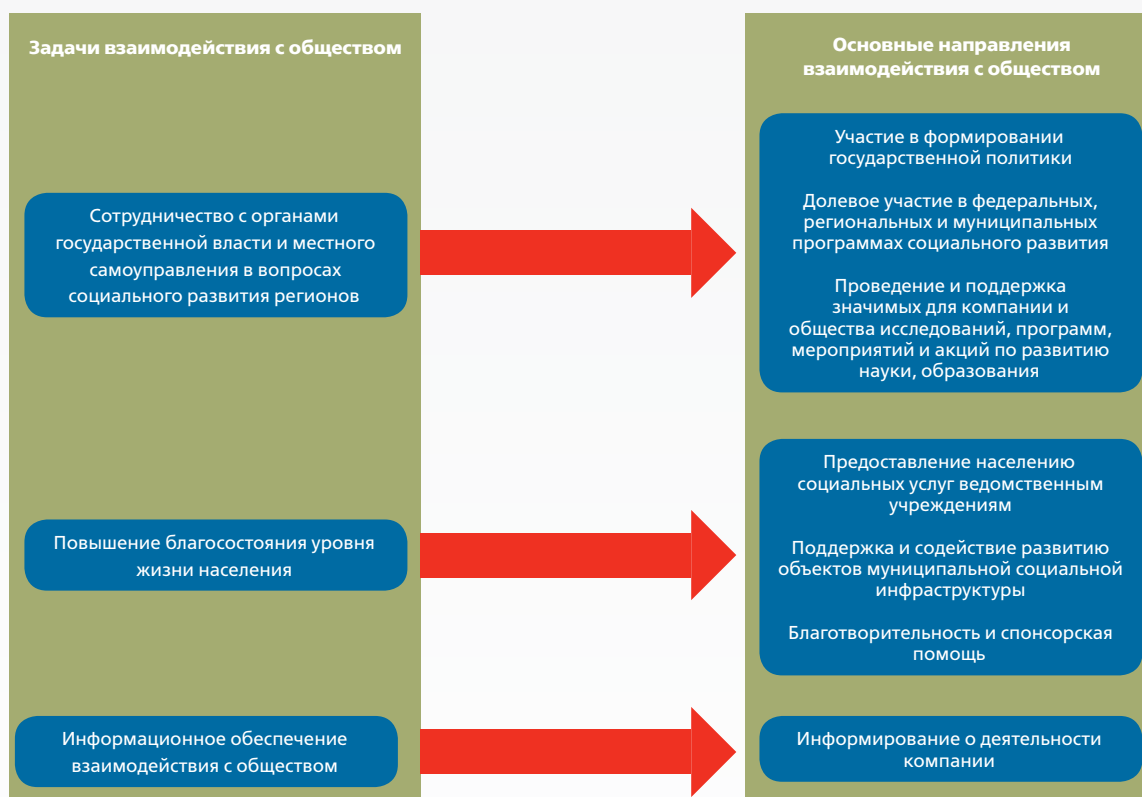 Задачи взаимодействия с обществом
Сотрудничество с органами
государственной власти и местного
самоуправления в вопросах
социального развития регионов
Повышение благосостояния уровня
жизни населения
Информационное обеспечение
взаимодействия с обществом
Основные направления
взаимодействия с обществом
Участие в формировании
государственной политики
Долевое участие в федеральных,
региональных и муниципальных
программах социального развития
Проведение и поддержка
значимых для компании и
общества исследований, программ,
мероприятий и акций по развитию
науки, образования
Предоставление населению
социальных услуг ведомственным
учреждениям
Поддержка и содействие развитию
объектов муниципальной социальной
инфраструктуры
Благотворительность и спонсорская
помощь
Информирование о деятельности
компании